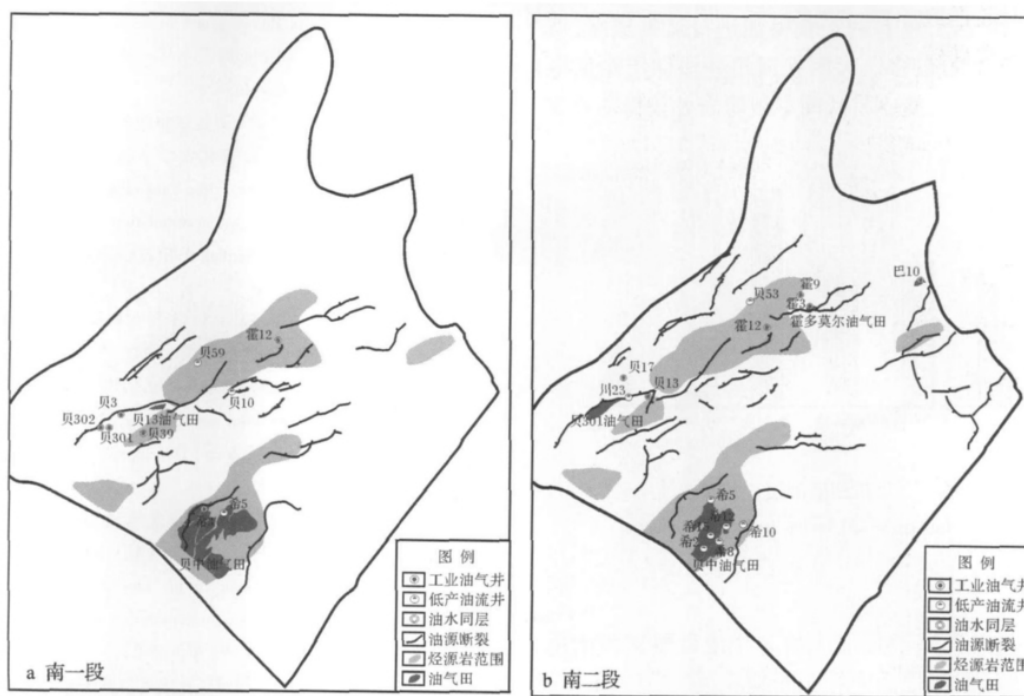 霍12
贝59
贝10
贝3
贝302
贝13油气田
贝301
贝39
希5
贝中油气田
图 例
工业油气井
低产油流井
油水同层
油源断裂
烃源岩范围
油气田
a 南一段
巴10
霍9
贝53
霍3
霍多莫尔油气田
霍12
贝17
贝13
川23
贝301油气田
希5
希10
希8
贝中油气田
图 例
工业油气井
低产油流井
油水同层
油源断裂
烃源岩范围
油气田
b 南二段